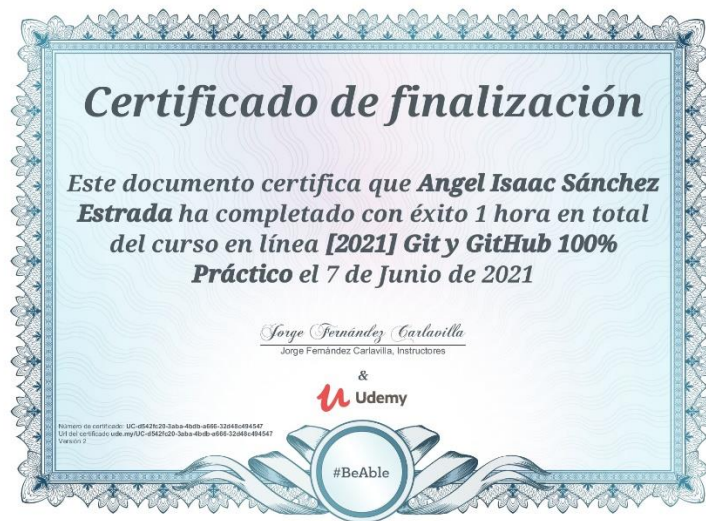 Certificado de finalización
Este documento certifica que Angel Isaac Sánchez
Estrada ha completado con éxito 1 hora en total
del curso en línea [2021] Git y GitHub 100%
Práctico el 7 de Junio de 2021
Jorge Fernández Carlavilla
Jorge Fernández Carlavilla, Instructores
&
Udemy
Número de certificado: UC-d542fc20-3aba-4bdb-a666-32d48c494547
Url del certificado ude.my/UC-d542fc20-3aba-4bdb-a666-32d48c494547
Versión 2
#BeAble